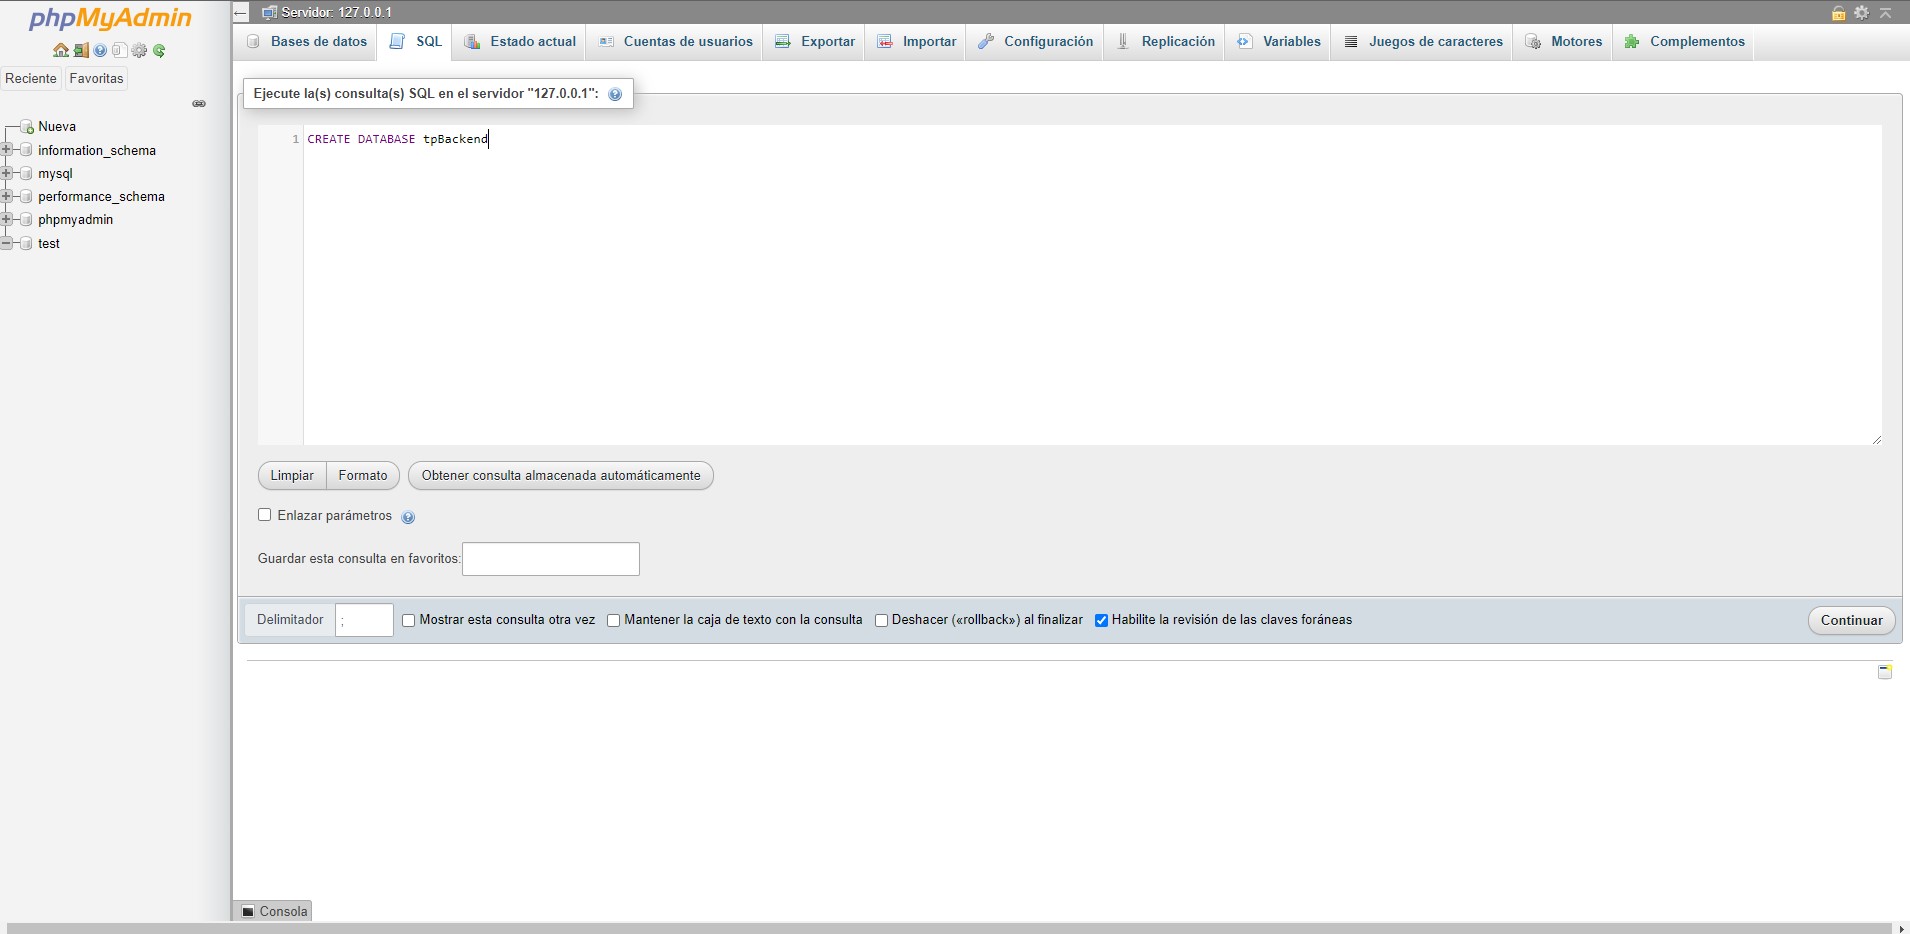 phpMyAdmin
Reciente Favoritas
Nueva
information_schema
mysql
performance_schema
phpmyadmin
test
Servidor: 127.0.0.1
Bases de datos SQL Estado actual Cuentas de usuarios Exportar Importar Configuración Replicación Variables Juegos de caracteres Motores Complementos
Ejecute la(s) consulta(s) SQL en el servidor "127.0.0.1":
1 CREATE DATABASE tpBackend
Limpiar Formato Obtener consulta almacenada automáticamente
Enlazar parámetros
Guardar esta consulta en favoritos:
Delimitador ; Mostrar esta consulta otra vez Mantener la caja de texto con la consulta Deshacer («rollback») al finalizar Habilite la revisión de las claves foráneas Continuar
Consola